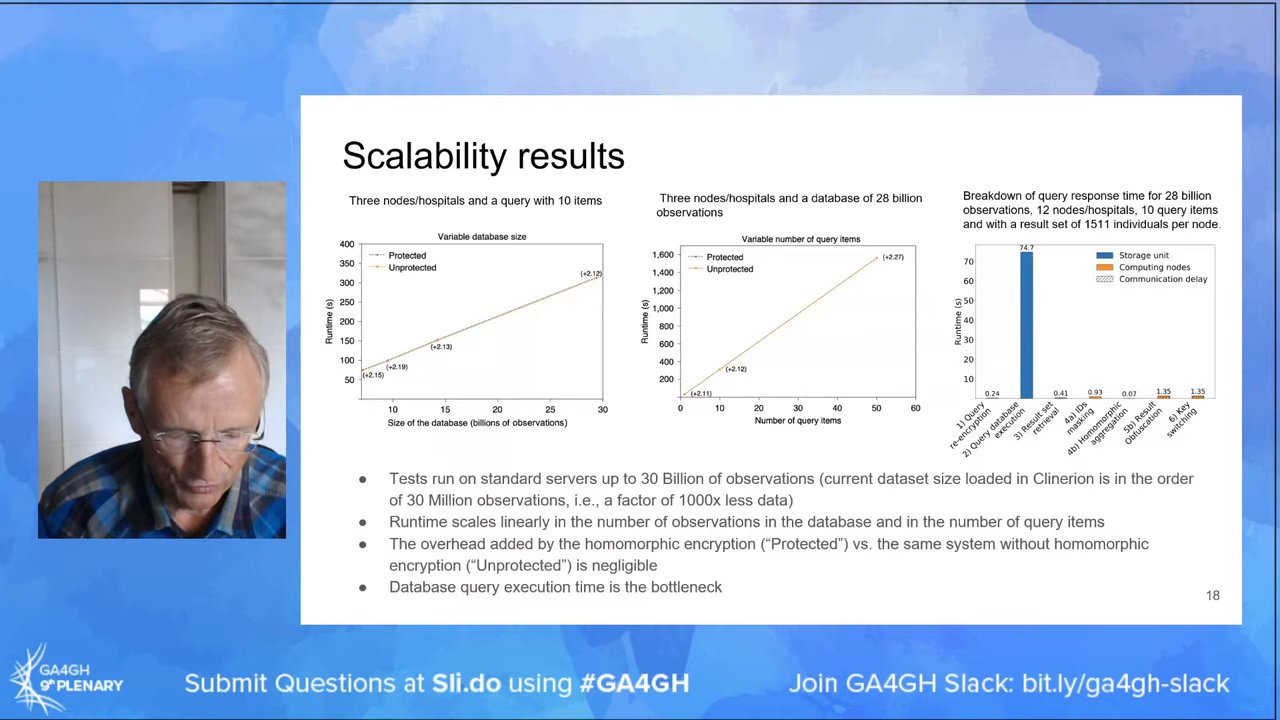 Scalability results
Three nodes/hospitals and a query with 10 items
Variable database size
400
350
300
250
200
150
100
50
Runtime (s)
Protected
Unprotected
(+2.15)
(+2.19)
(+2.13)
(+2.12)
10
15
20
25
30
Size of the database (billions of observations)
Three nodes/hospitals and a database of 28 billion
observations
Variable number of query items
1,600
1,400
1,200
1,000
800
600
400
200
Runtime (s)
Protected
Unprotected
(+2.11)
(+2.12)
(+2.27)
0
10
20
30
40
50
60
Number of query items
Breakdown of query response time for 28 billion
observations, 12 nodes/hospitals, 10 query items
and with a result set of 1511 individuals per node.
70
60
50
40
30
20
10
Runtime (s)
Storage unit
Computing nodes
Communication delay
0.24
74.7
0.41
0.93
0.07
1.35
1.35
1) Query
re-encryption
2) Query database
execution
3) Result set
retrieval
4a) IDs
masking
4b) Homomorphic
aggregation
5b) Result
Obfuscation
6) Key
switching
● Tests run on standard servers up to 30 Billion of observations (current dataset size loaded in Clinerion is in the order
of 30 Million observations, i.e., a factor of 1000x less data)
● Runtime scales linearly in the number of observations in the database and in the number of query items
● The overhead added by the homomorphic encryption (“Protected”) vs. the same system without homomorphic
encryption (“Unprotected”) is negligible
● Database query execution time is the bottleneck
18
GA4GH
9th PLENARY
Submit Questions at Sli.do using #GA4GH
Join GA4GH Slack: bit.ly/ga4gh-slack